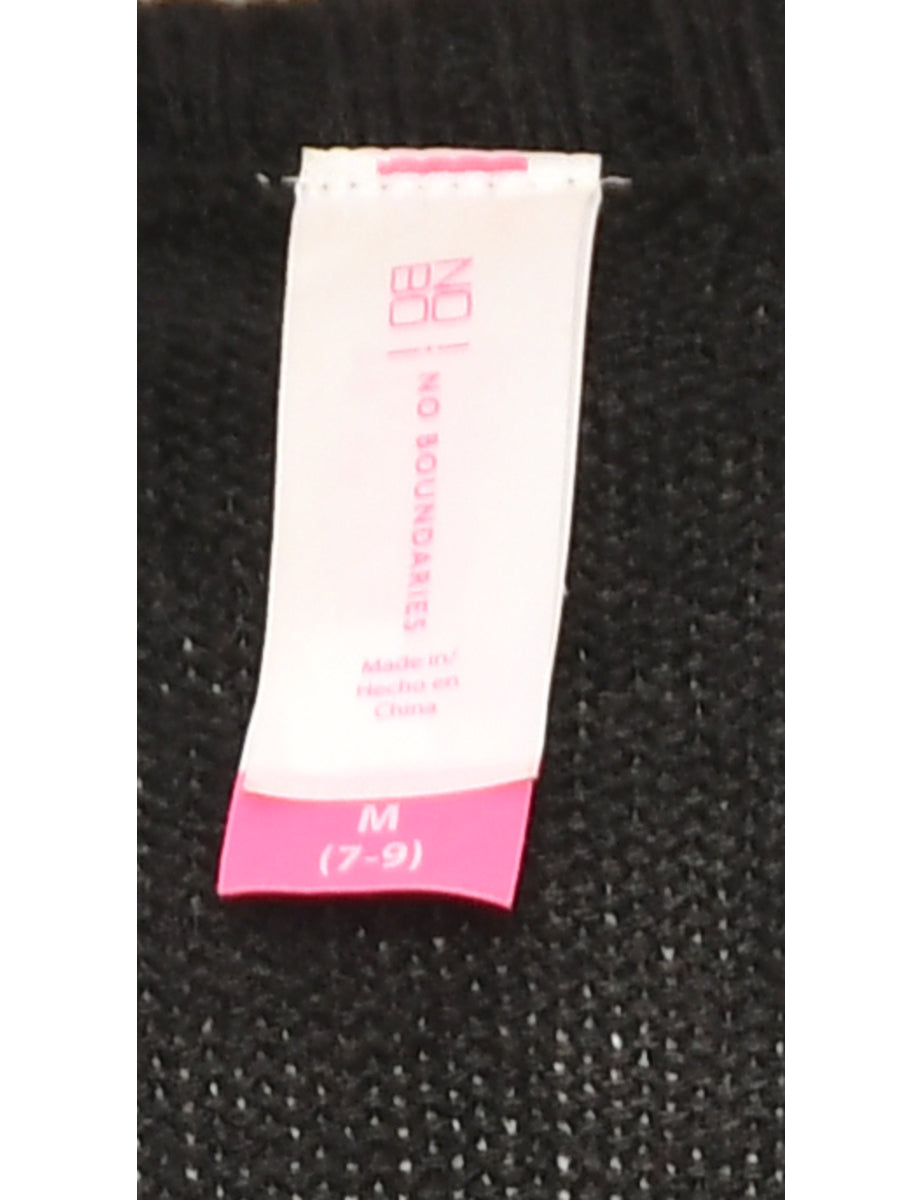 NO
BO
NO BOUNDARIES
Made in/
Hecho en
China
M
(7-9)